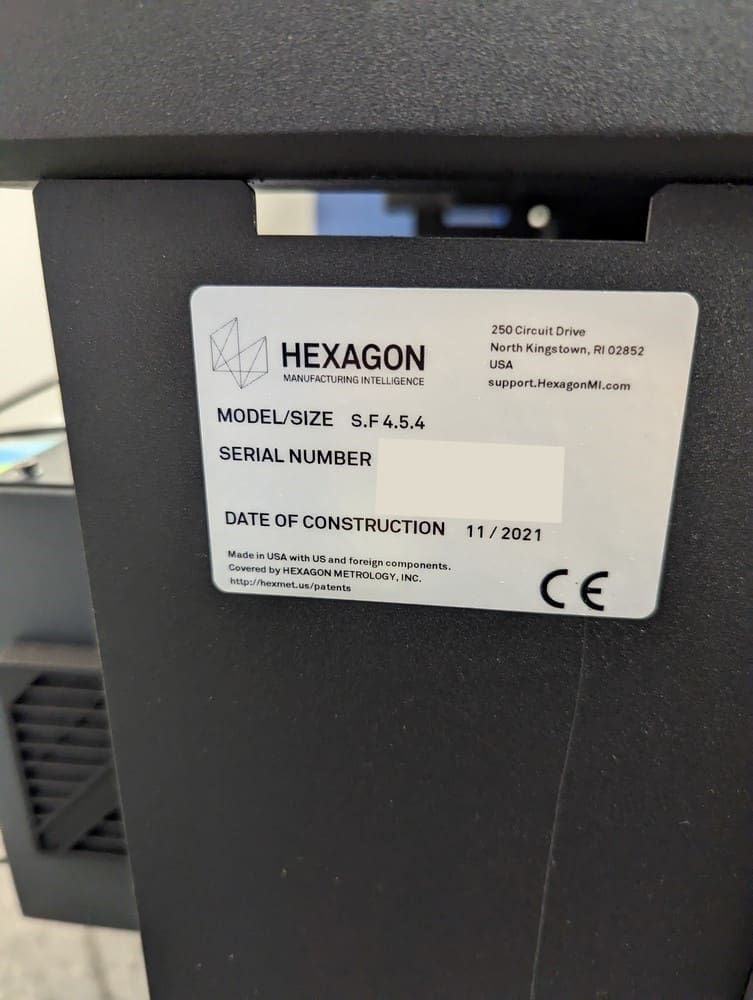 HEXAGON
MANUFACTURING INTELLIGENCE
250 Circuit Drive
North Kingstown, RI 02852
USA
support.HexagonMI.com
MODEL/SIZE S.F 4.5.4
SERIAL NUMBER
DATE OF CONSTRUCTION 11 / 2021
Made in USA with US and foreign components.
Covered by HEXAGON METROLOGY, INC.
http://hexmet.us/patents
CE